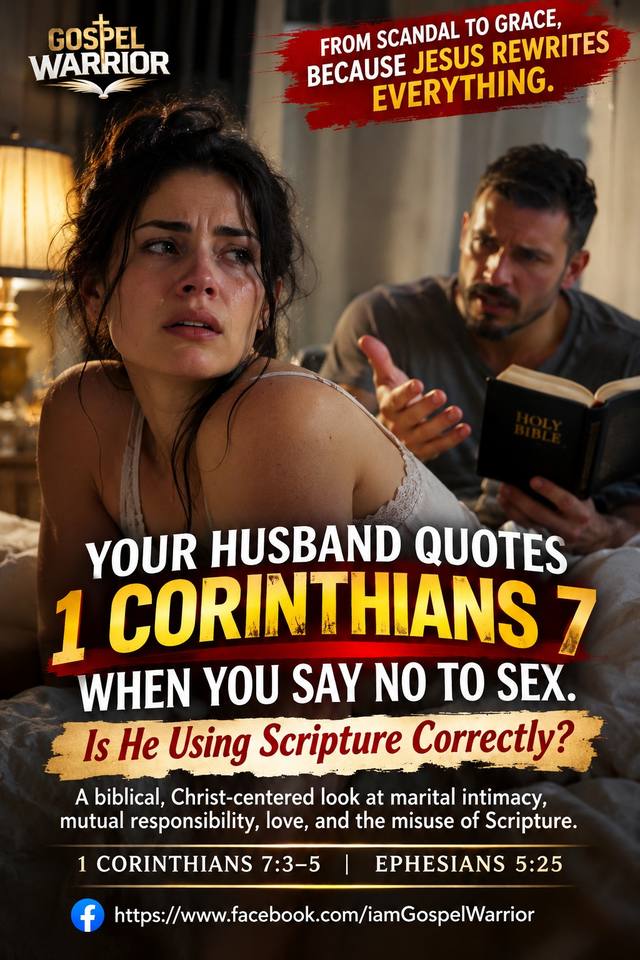 GOSPEL
WARRIOR
FROM SCANDAL TO GRACE,
BECAUSE JESUS REWRITES
EVERYTHING.
HOLY
BIBLE
YOUR HUSBAND QUOTES
1 CORINTHIANS 7
WHEN YOU SAY NO TO SEX.
Is He Using Scripture Correctly?
A biblical, Christ-centered look at marital intimacy,
mutual responsibility, love, and the misuse of Scripture.
1 CORINTHIANS 7:3–5 | EPHESIANS 5:25
https://www.facebook.com/iamGospelWarrior